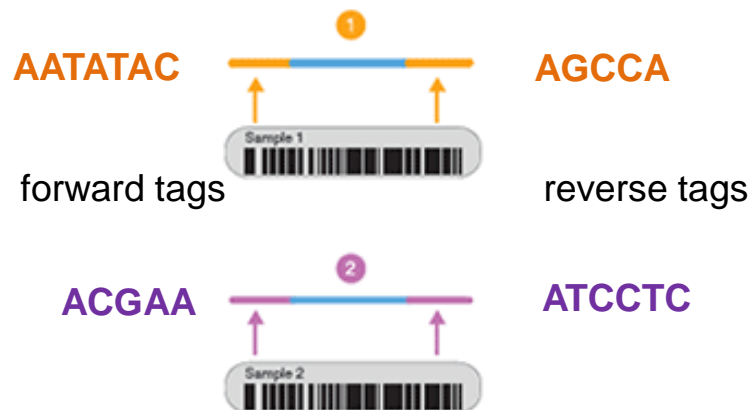 1
AATATAC AGCCA
Sample 1
forward tags reverse tags
2
ACGAA ATCCTC
Sample 2